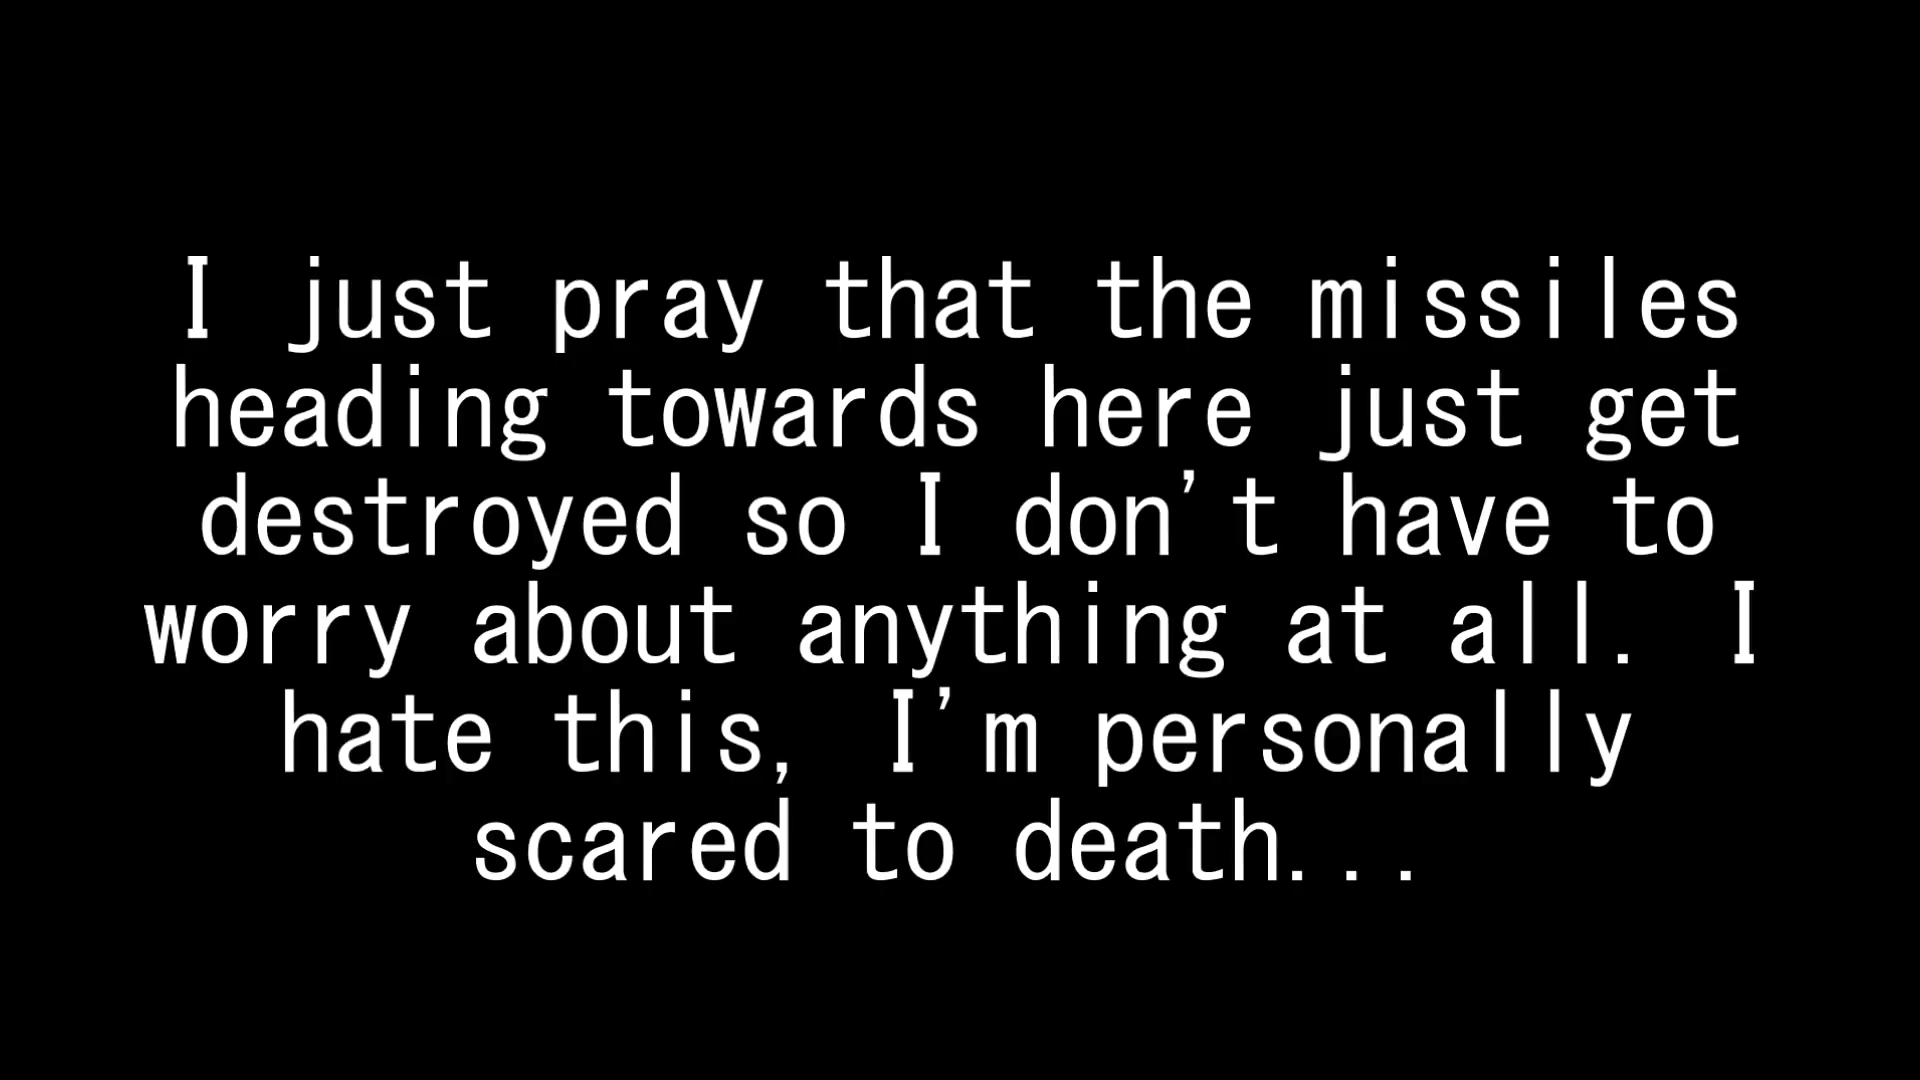 I just pray that the missiles
heading towards here just get
destroyed so I don't have to
worry about anything at all. I
hate this, I'm personally
scared to death...